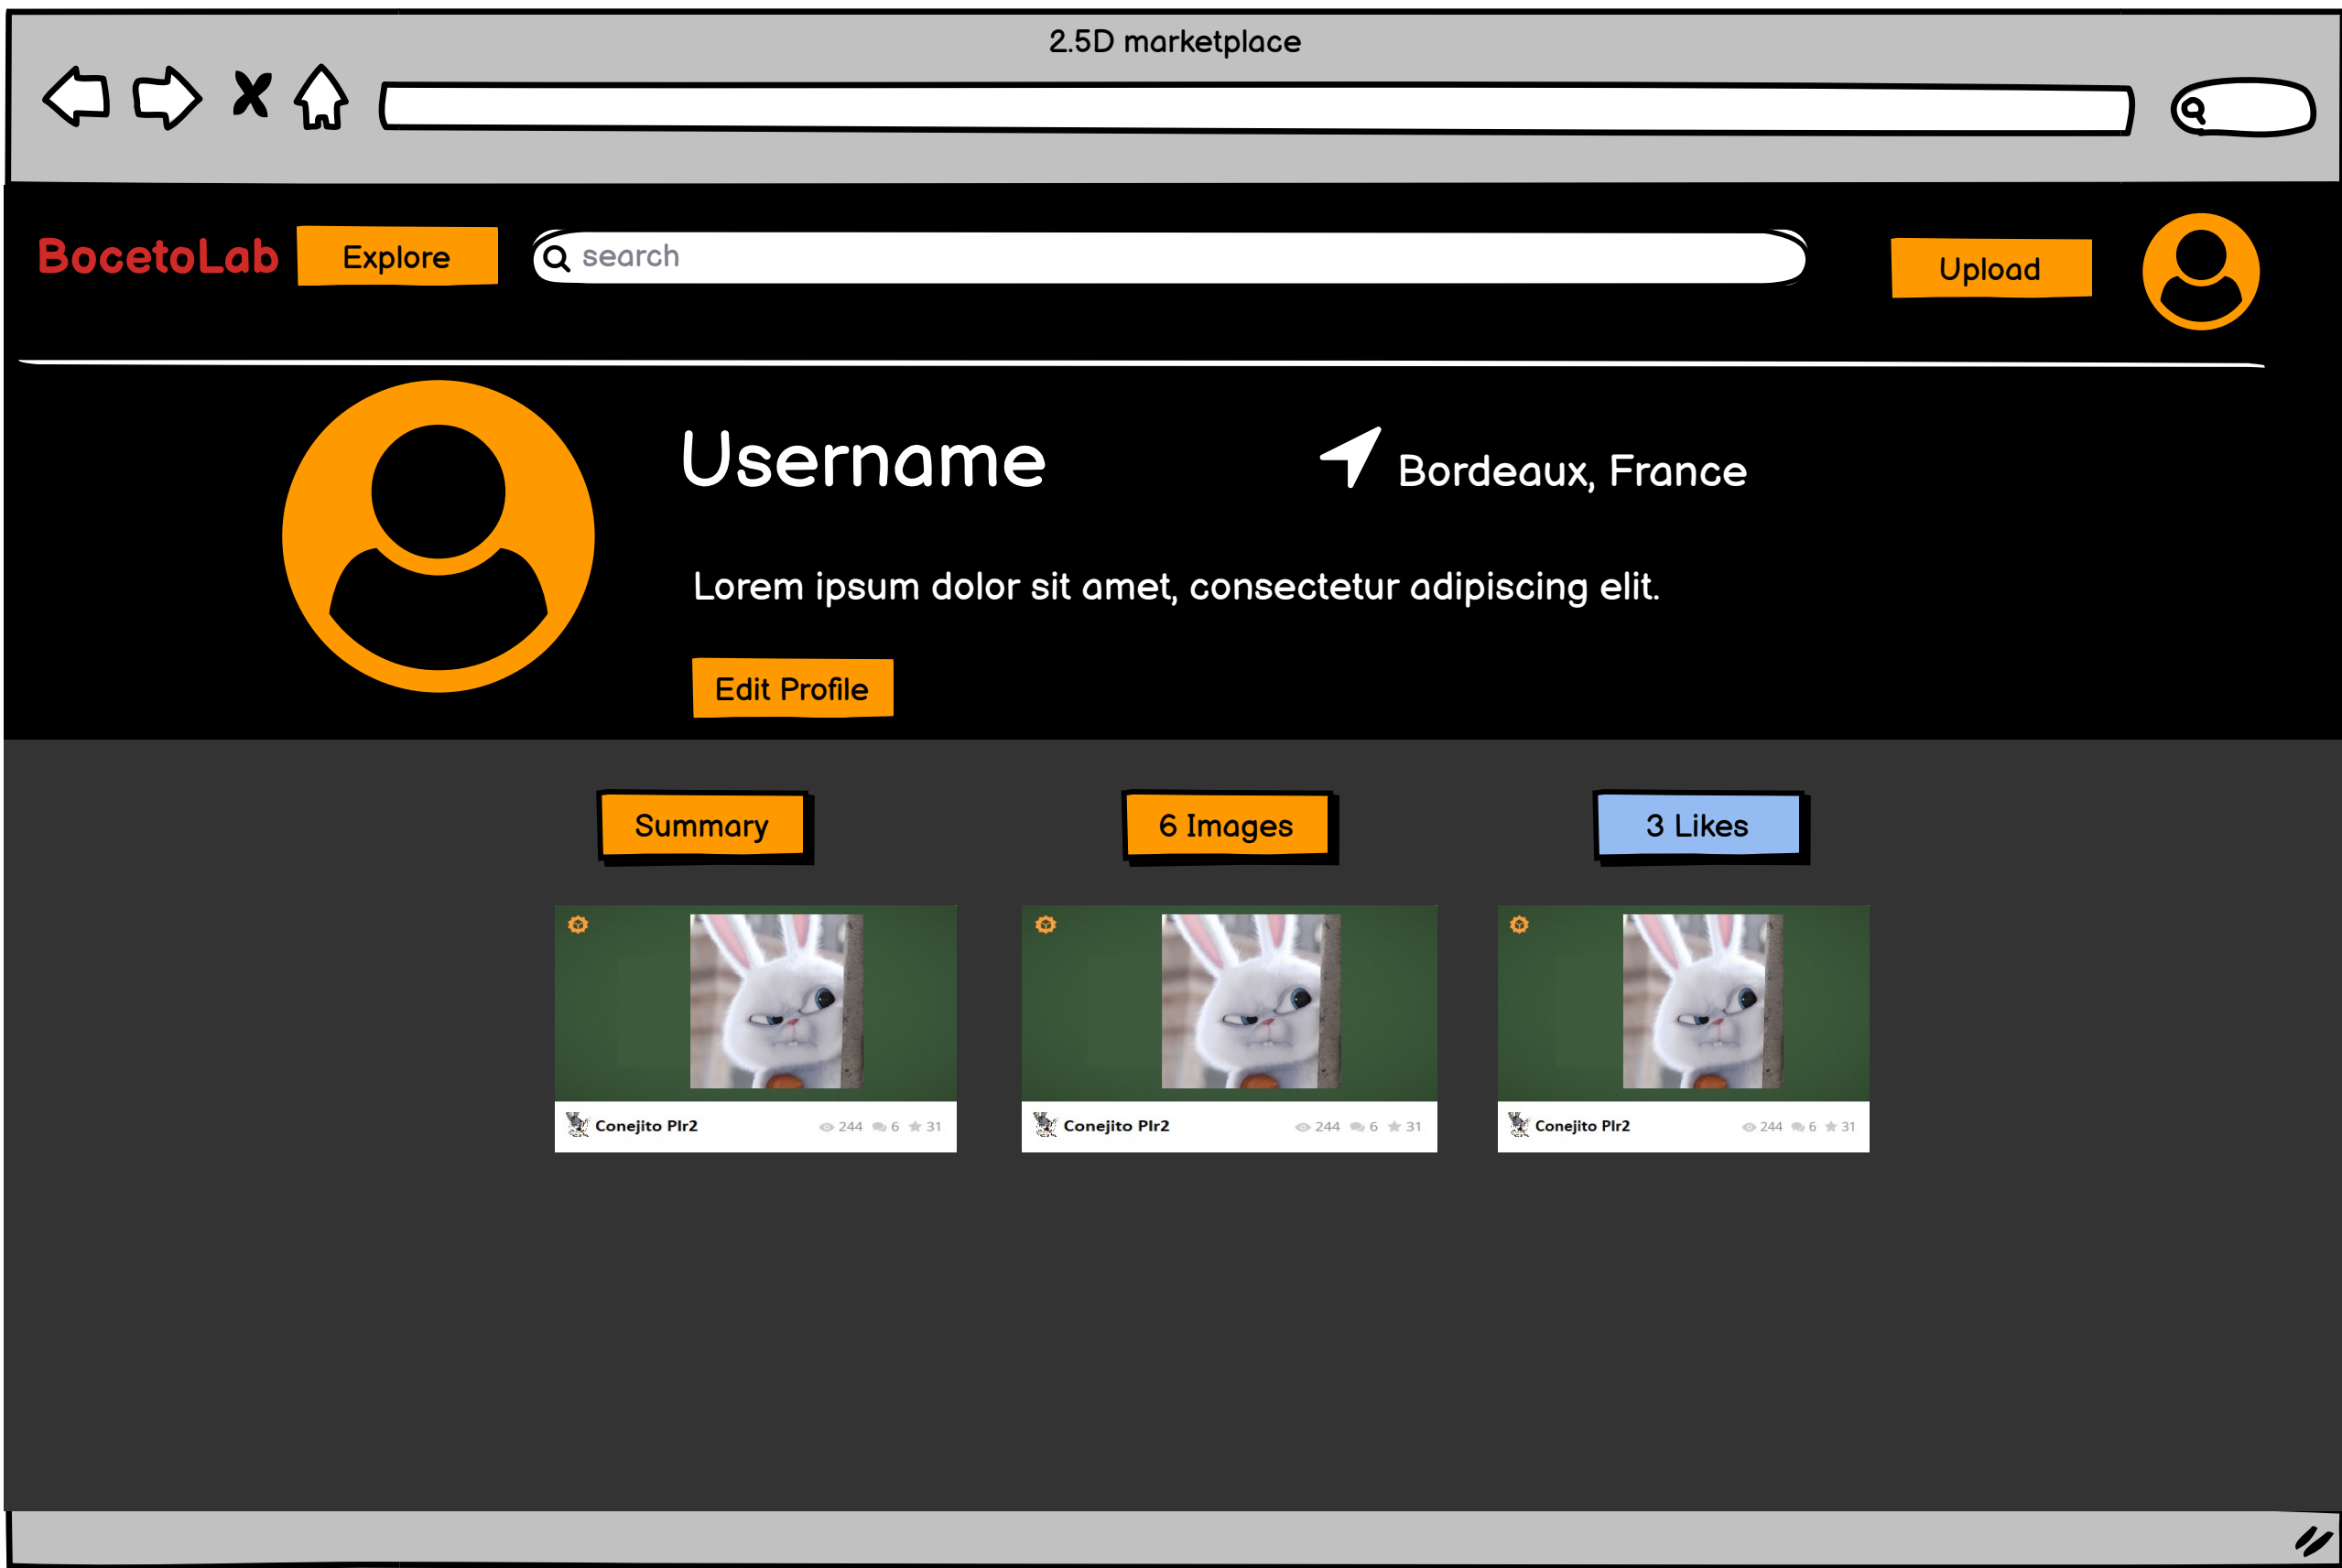 2.5D marketplace
BocetoLab Explore search Upload
Username Bordeaux, France
Lorem ipsum dolor sit amet, consectetur adipiscing elit.
Edit Profile
Summary 6 Images 3 Likes
Conejito Plr2 244 6 31 Conejito Plr2 244 6 31 Conejito Plr2 244 6 31